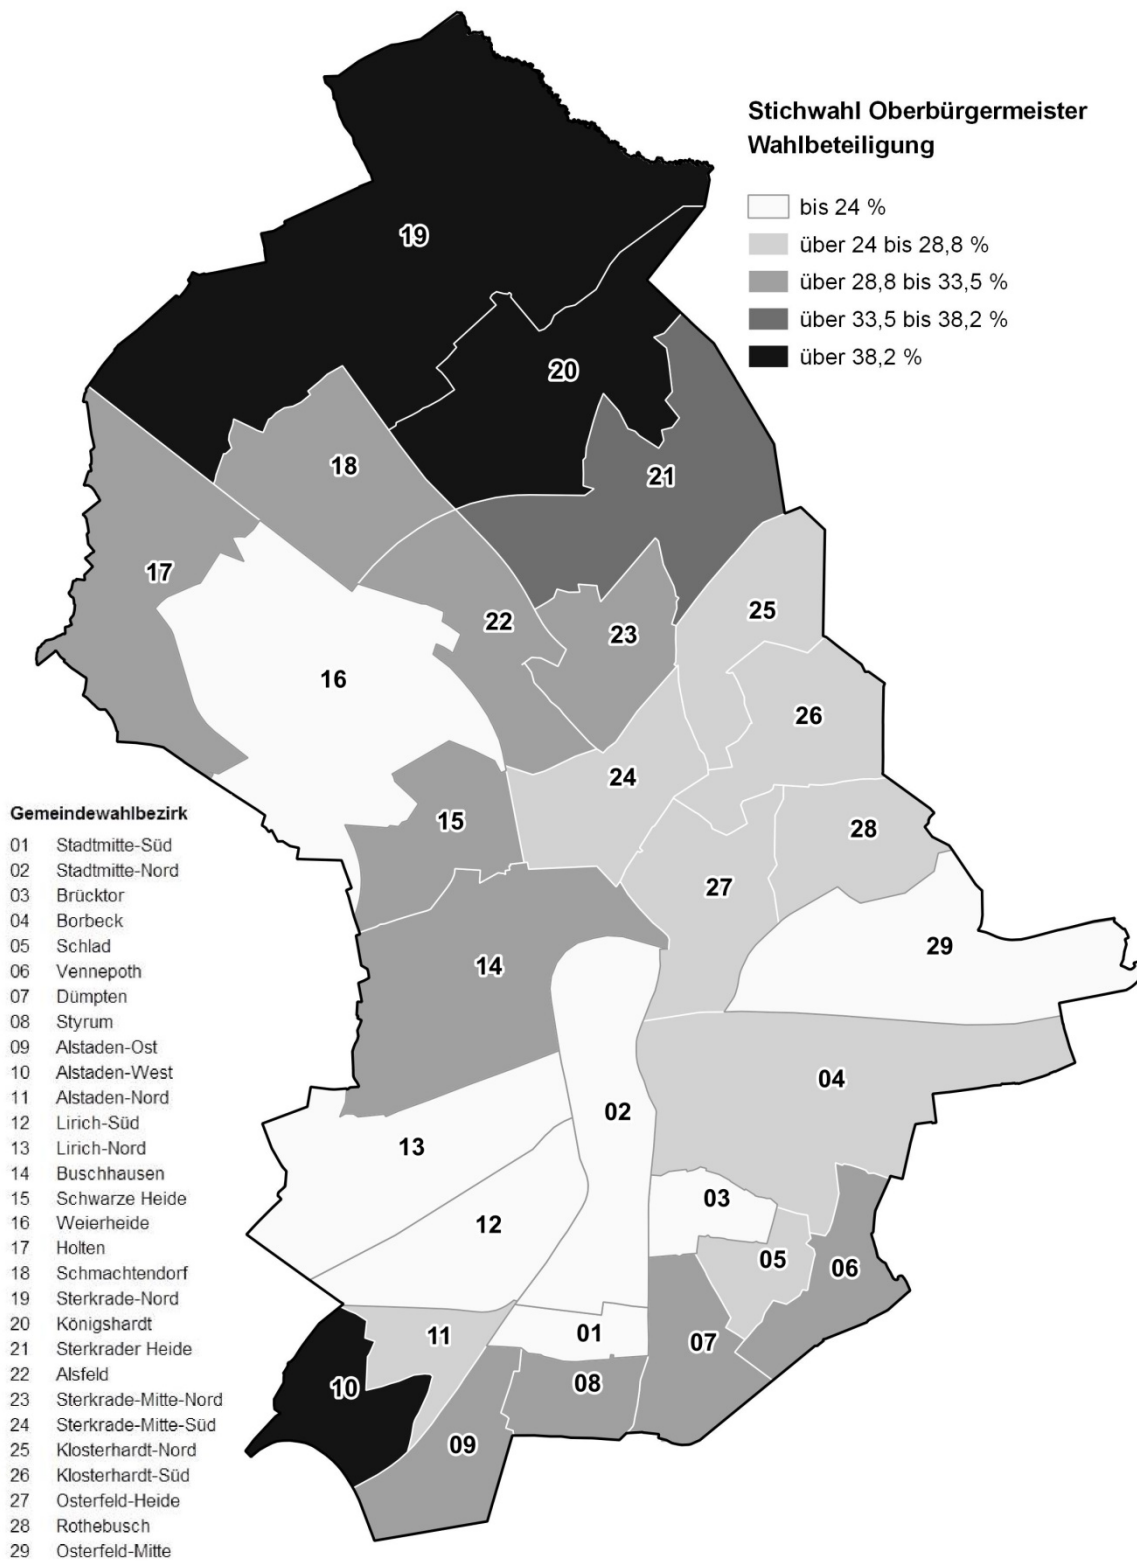 Stichwahl Oberbürgermeister
Wahlbeteiligung
bis 24 %
über 24 bis 28,8 %
über 28,8 bis 33,5 %
über 33,5 bis 38,2 %
über 38,2 %
19
20
21
18
17
22
23
25
16
26
24
15
28
27
29
14
04
02
13
03
12
05
06
01
11
07
10
08
09
Gemeindewahlbezirk
01 Stadtmitte-Süd
02 Stadtmitte-Nord
03 Brücktor
04 Borbeck
05 Schlad
06 Vennepoth
07 Dümpten
08 Styrum
09 Alstaden-Ost
10 Alstaden-West
11 Alstaden-Nord
12 Lirich-Süd
13 Lirich-Nord
14 Buschhausen
15 Schwarze Heide
16 Weierheide
17 Holten
18 Schmachtendorf
19 Sterkrade-Nord
20 Königshardt
21 Sterkrader Heide
22 Alsfeld
23 Sterkrade-Mitte-Nord
24 Sterkrade-Mitte-Süd
25 Klosterhardt-Nord
26 Klosterhardt-Süd
27 Osterfeld-Heide
28 Rothebusch
29 Osterfeld-Mitte